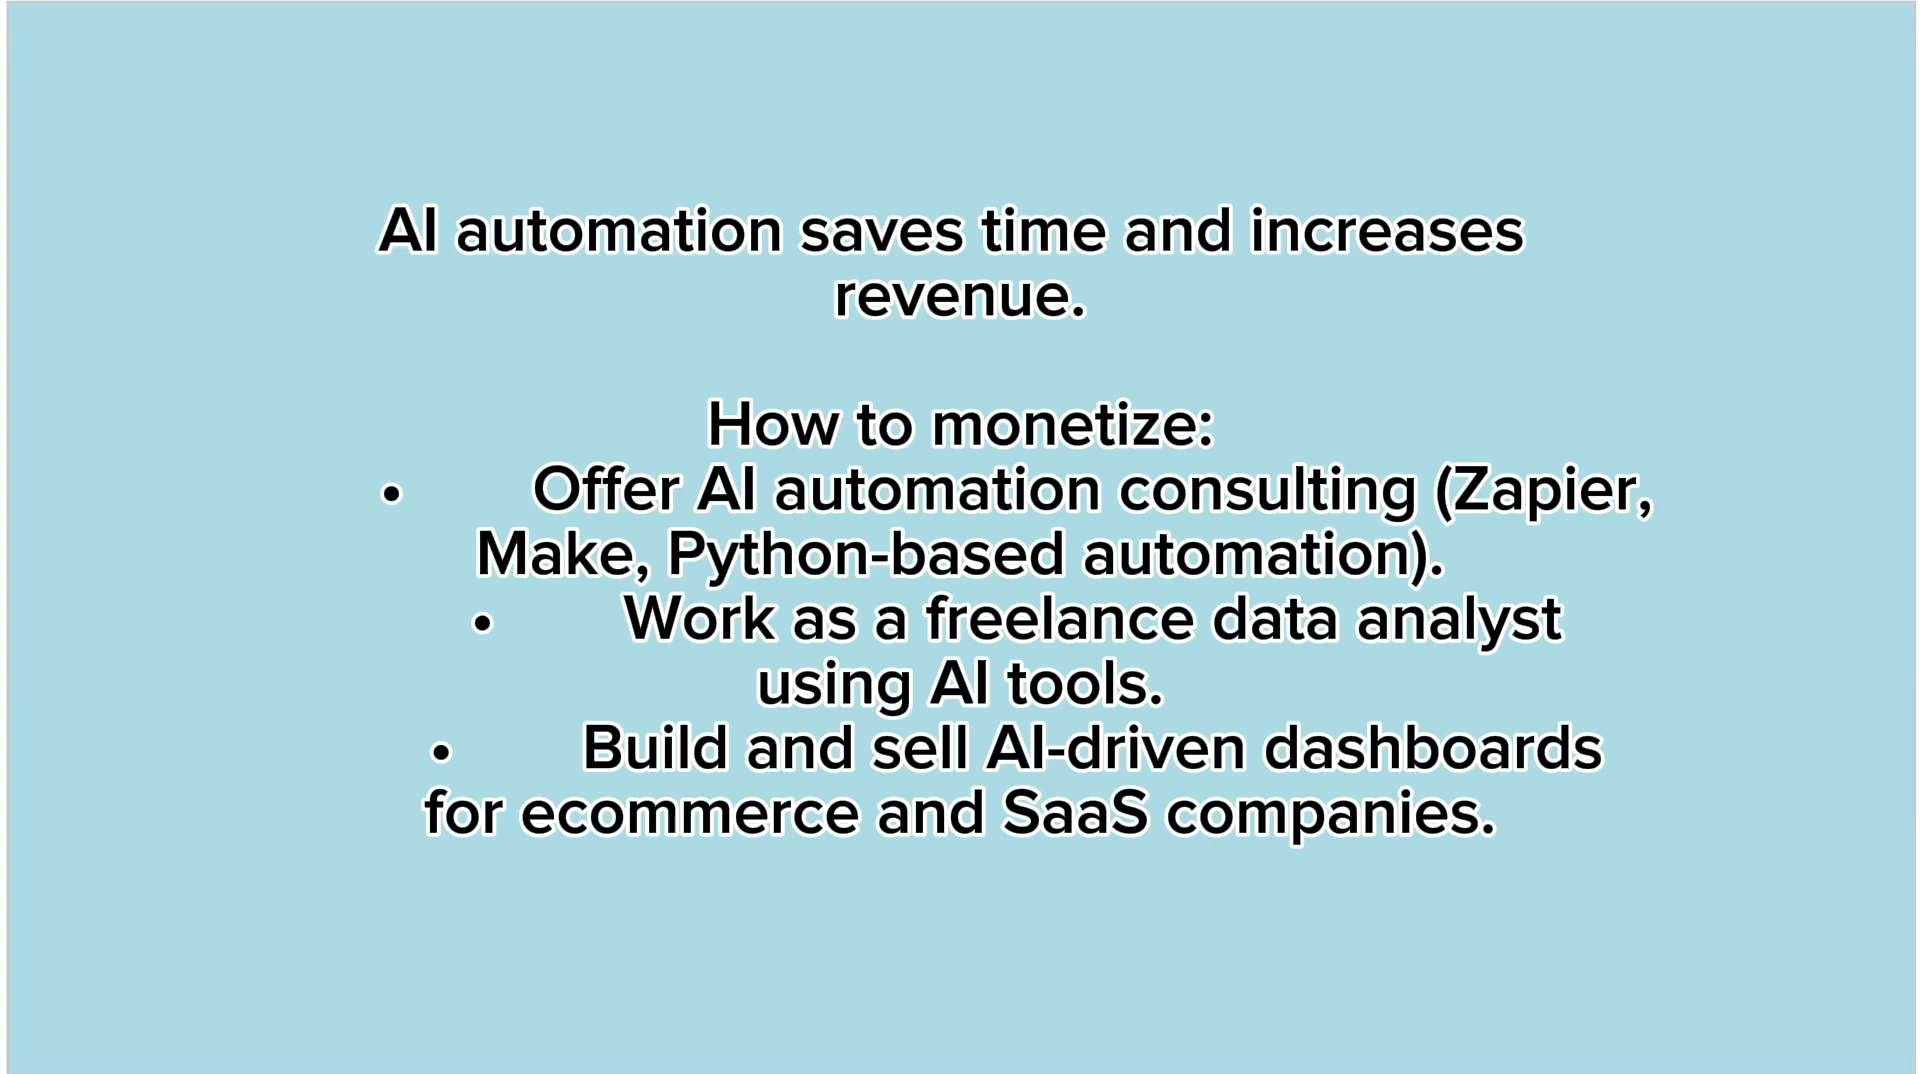 AI automation saves time and increases
revenue.
How to monetize:
• Offer AI automation consulting (Zapier,
Make, Python-based automation).
• Work as a freelance data analyst
using AI tools.
• Build and sell AI-driven dashboards
for ecommerce and SaaS companies.